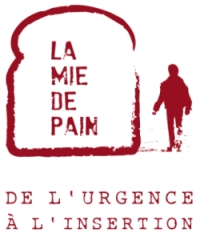 LA
MIE
DE
PAIN
DE L'URGENCE
À L'INSERTION